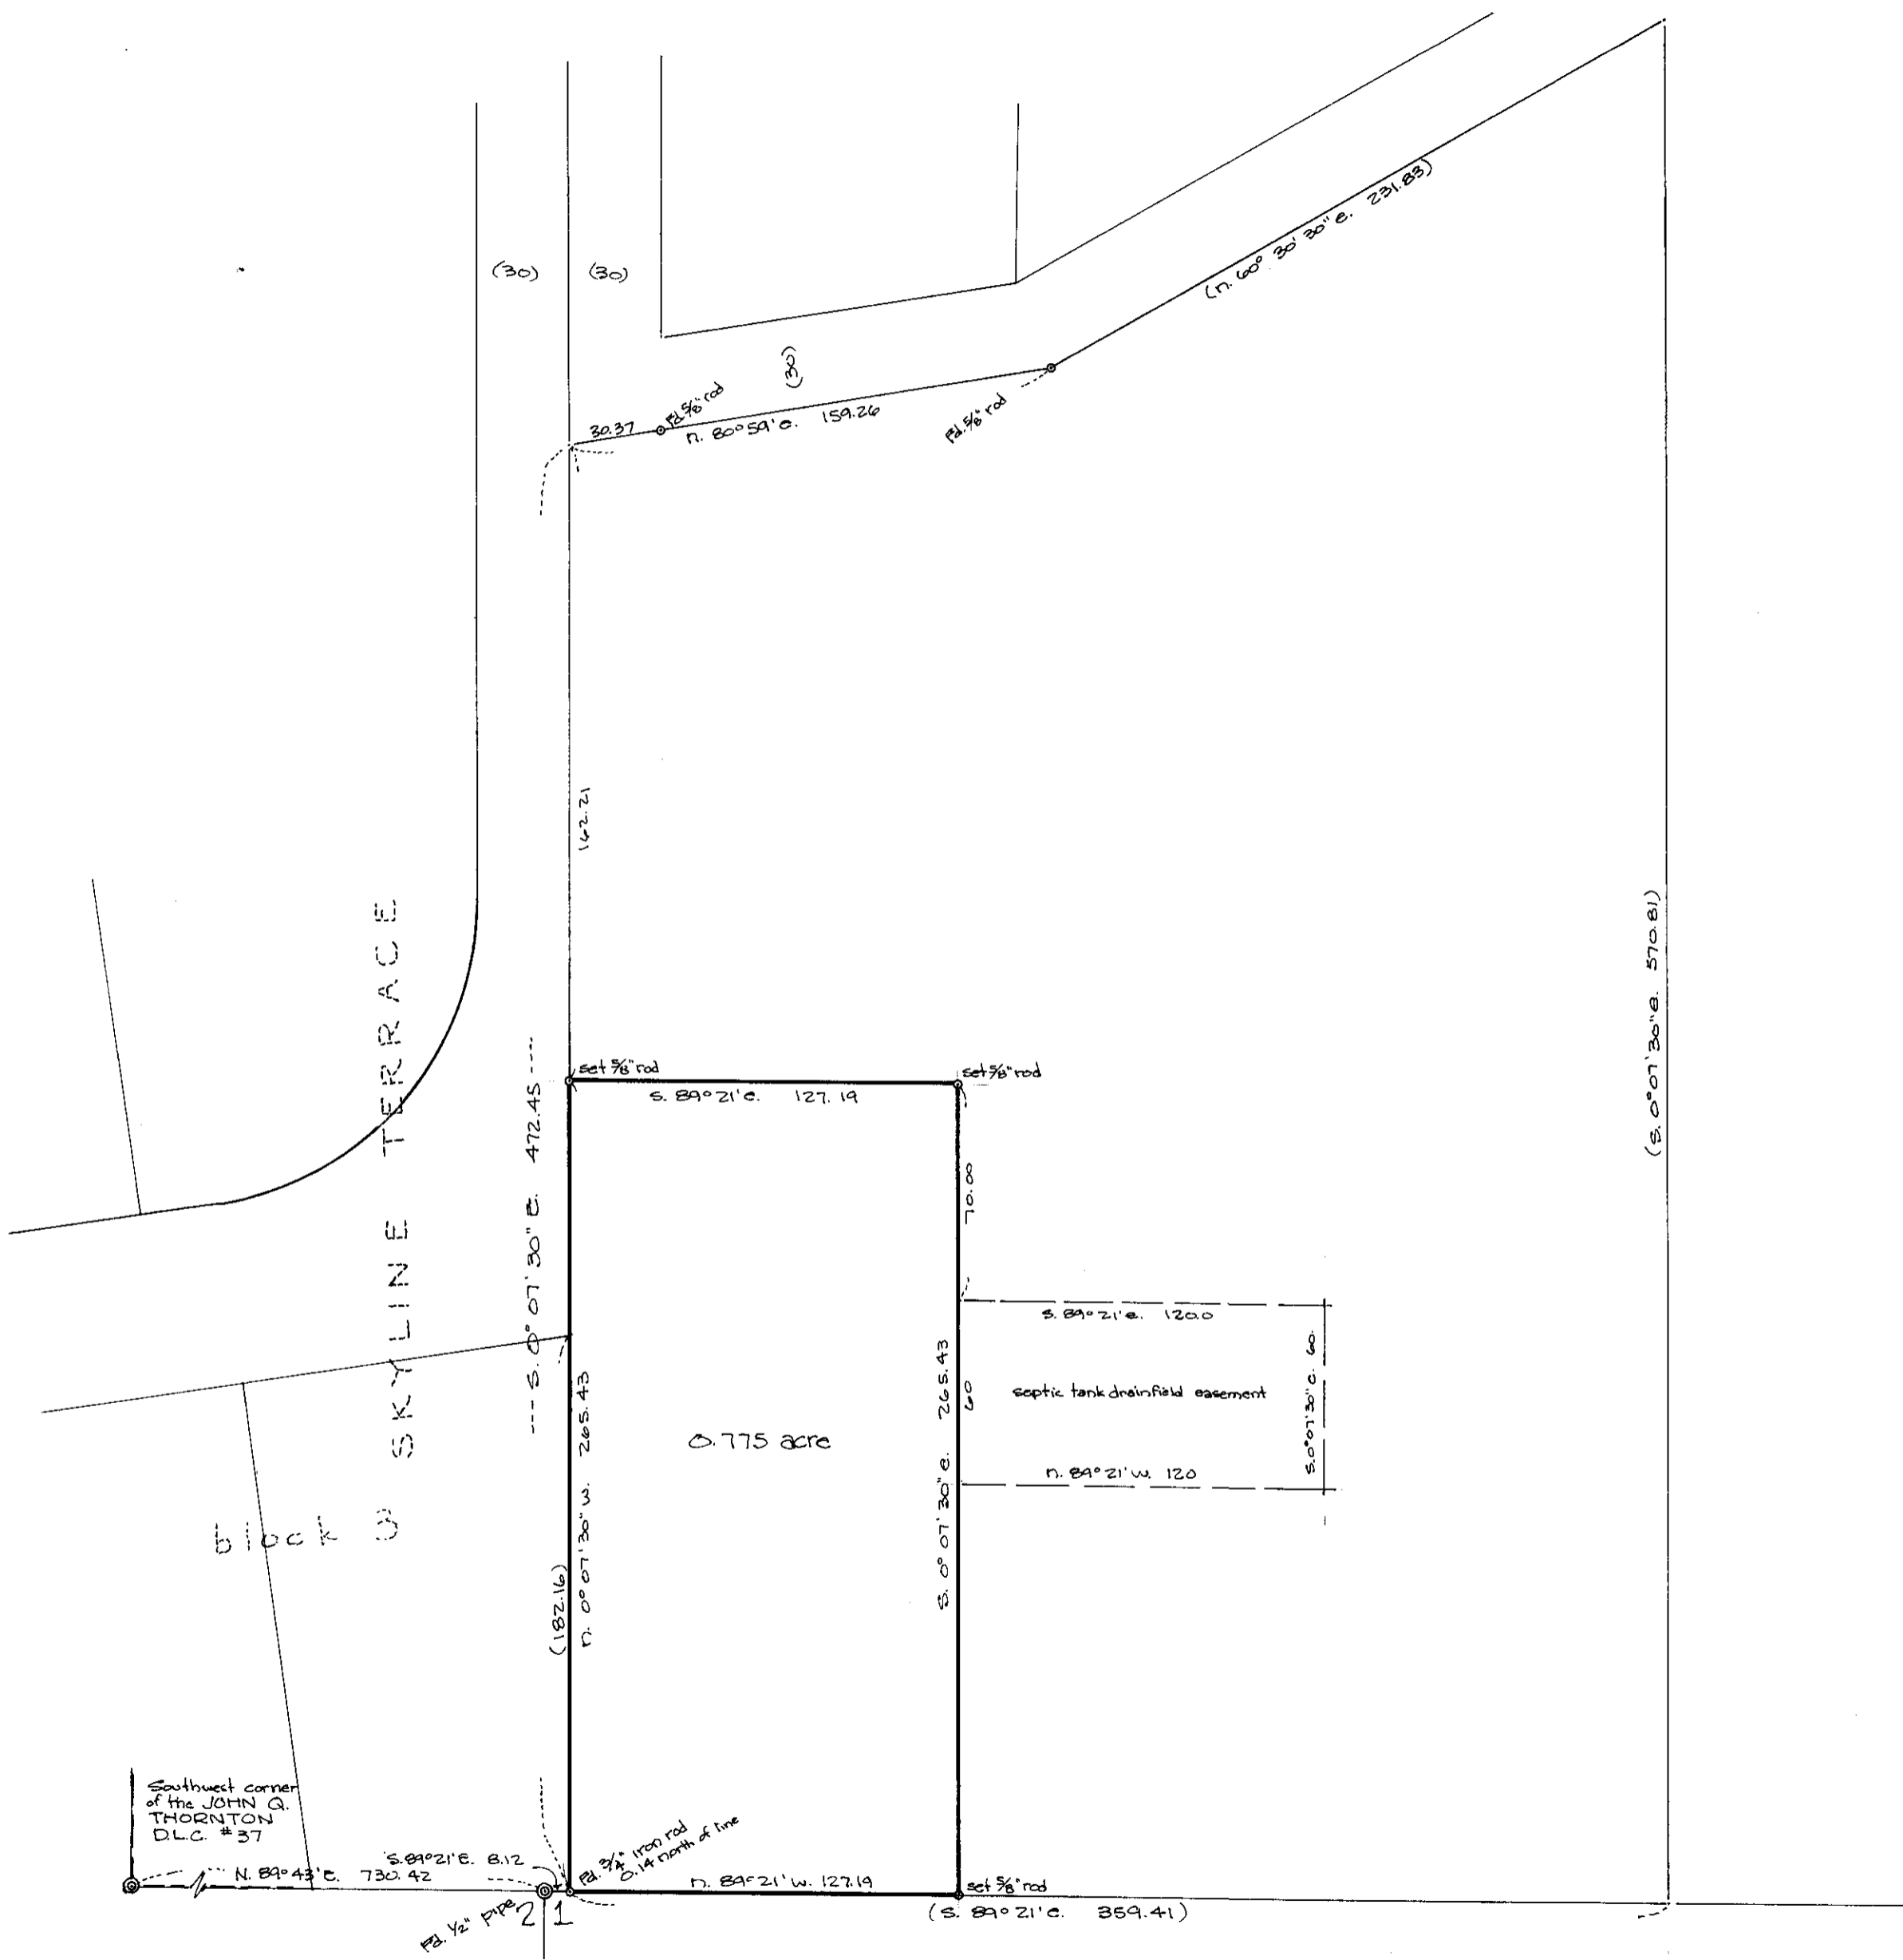 (n. 60° 30' 30" e. 231.83)
(30)
(30)
(30)
Fd. 5/8" rod
30.37
n. 80° 59' e. 159.26
Fd. 5/8" rod
162.21
(S. 0° 07' 30" e. 570.81)
SKYLINE TERRACE
--- S. 0° 07' 30" E. 472.45 ---
set 5/8" rod
set 5/8" rod
S. 89° 21' e. 127.19
70.00
S. 89° 21' e. 120.0
n. 0° 07' 30" w. 265.43
S. 0° 07' 30" e. 265.43
60
septic tank drainfield easement
S. 0° 07' 30" e. 60.
0.775 acre
n. 89° 21' w. 120
block 3
(182.16)
Southwest corner
of the JOHN Q.
THORNTON
D.L.C. #37
Fd. 3/4" iron rod
0.14 north of line
S. 89° 21' E. 8.12
N. 89° 43' E. 730.42
n. 89° 21' w. 127.19
set 5/8" rod
Fd. 1/2" pipe
2 1
(S. 89° 21' e. 359.41)